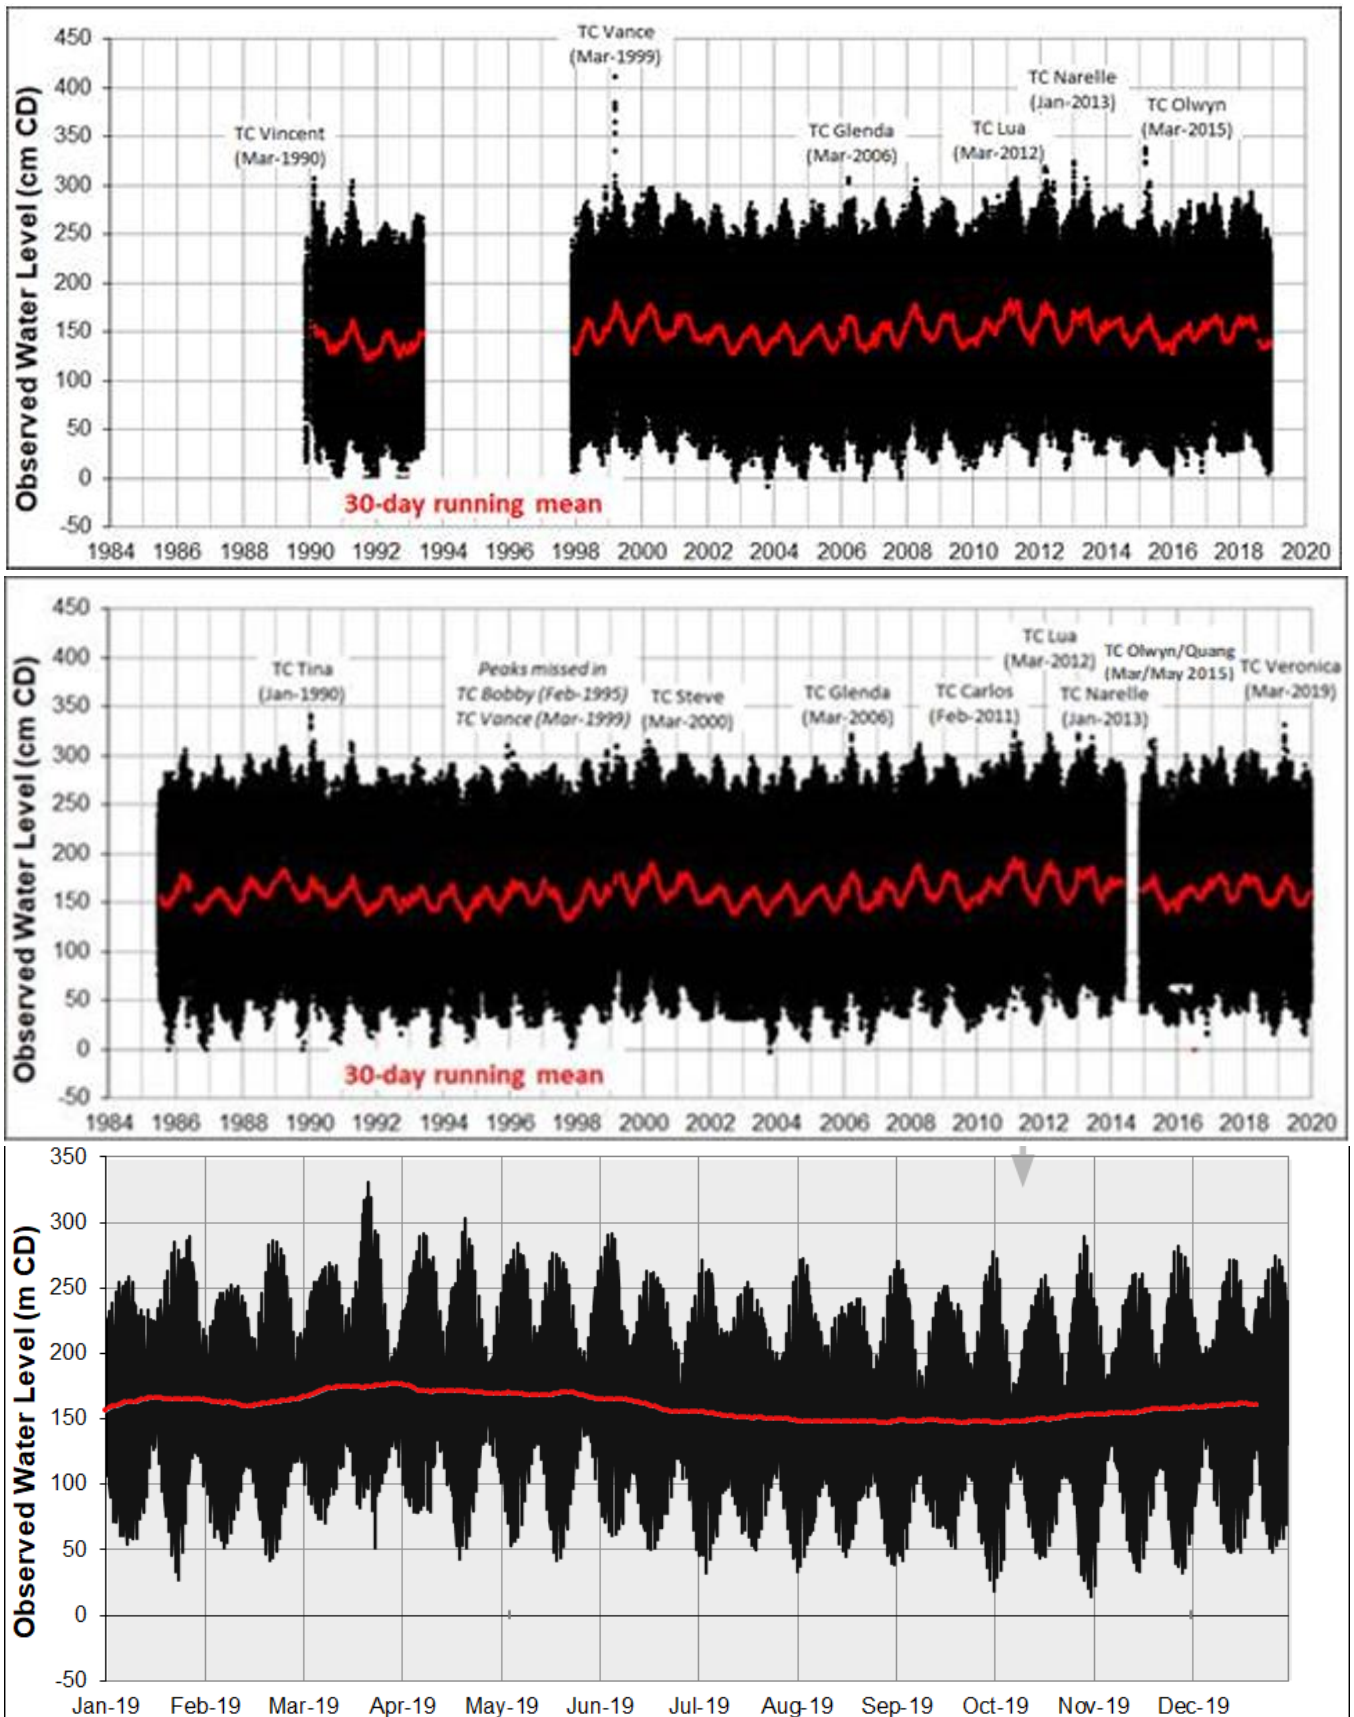 Observed Water Level (cm CD)
450
400
350
300
250
200
150
100
50
0
-50
TC Vance
(Mar-1999)
TC Narelle
(Jan-2013)
TC Olwyn
(Mar-2015)
TC Vincent
(Mar-1990)
TC Glenda
(Mar-2006)
TC Lua
(Mar-2012)
30-day running mean
1984 1986 1988 1990 1992 1994 1996 1998 2000 2002 2004 2006 2008 2010 2012 2014 2016 2018 2020
Observed Water Level (cm CD)
450
400
350
300
250
200
150
100
50
0
-50
TC Lua
(Mar-2012)
TC Olwyn/Quang
(Mar/May 2015)
TC Veronica
(Mar-2019)
TC Tina
(Jan-1990)
Peaks missed in
TC Bobby (Feb-1995)
TC Vance (Mar-1999)
TC Steve
(Mar-2000)
TC Glenda
(Mar-2006)
TC Carlos
(Feb-2011)
TC Narelle
(Jan-2013)
30-day running mean
1984 1986 1988 1990 1992 1994 1996 1998 2000 2002 2004 2006 2008 2010 2012 2014 2016 2018 2020
Observed Water Level (m CD)
350
300
250
200
150
100
50
0
-50
Jan-19 Feb-19 Mar-19 Apr-19 May-19 Jun-19 Jul-19 Aug-19 Sep-19 Oct-19 Nov-19 Dec-19